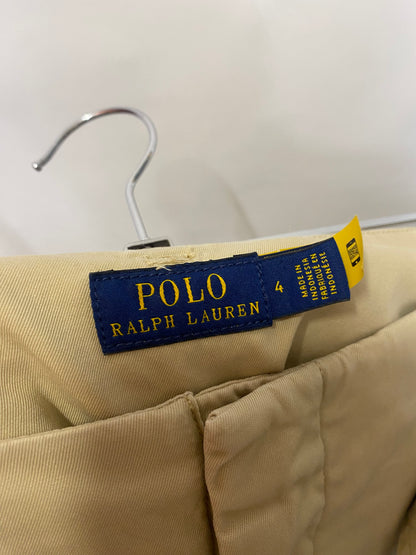 POLO
RALPH LAUREN
4
MADE IN
INDONESIA
FABRIQUÉ EN
INDONÉSIE